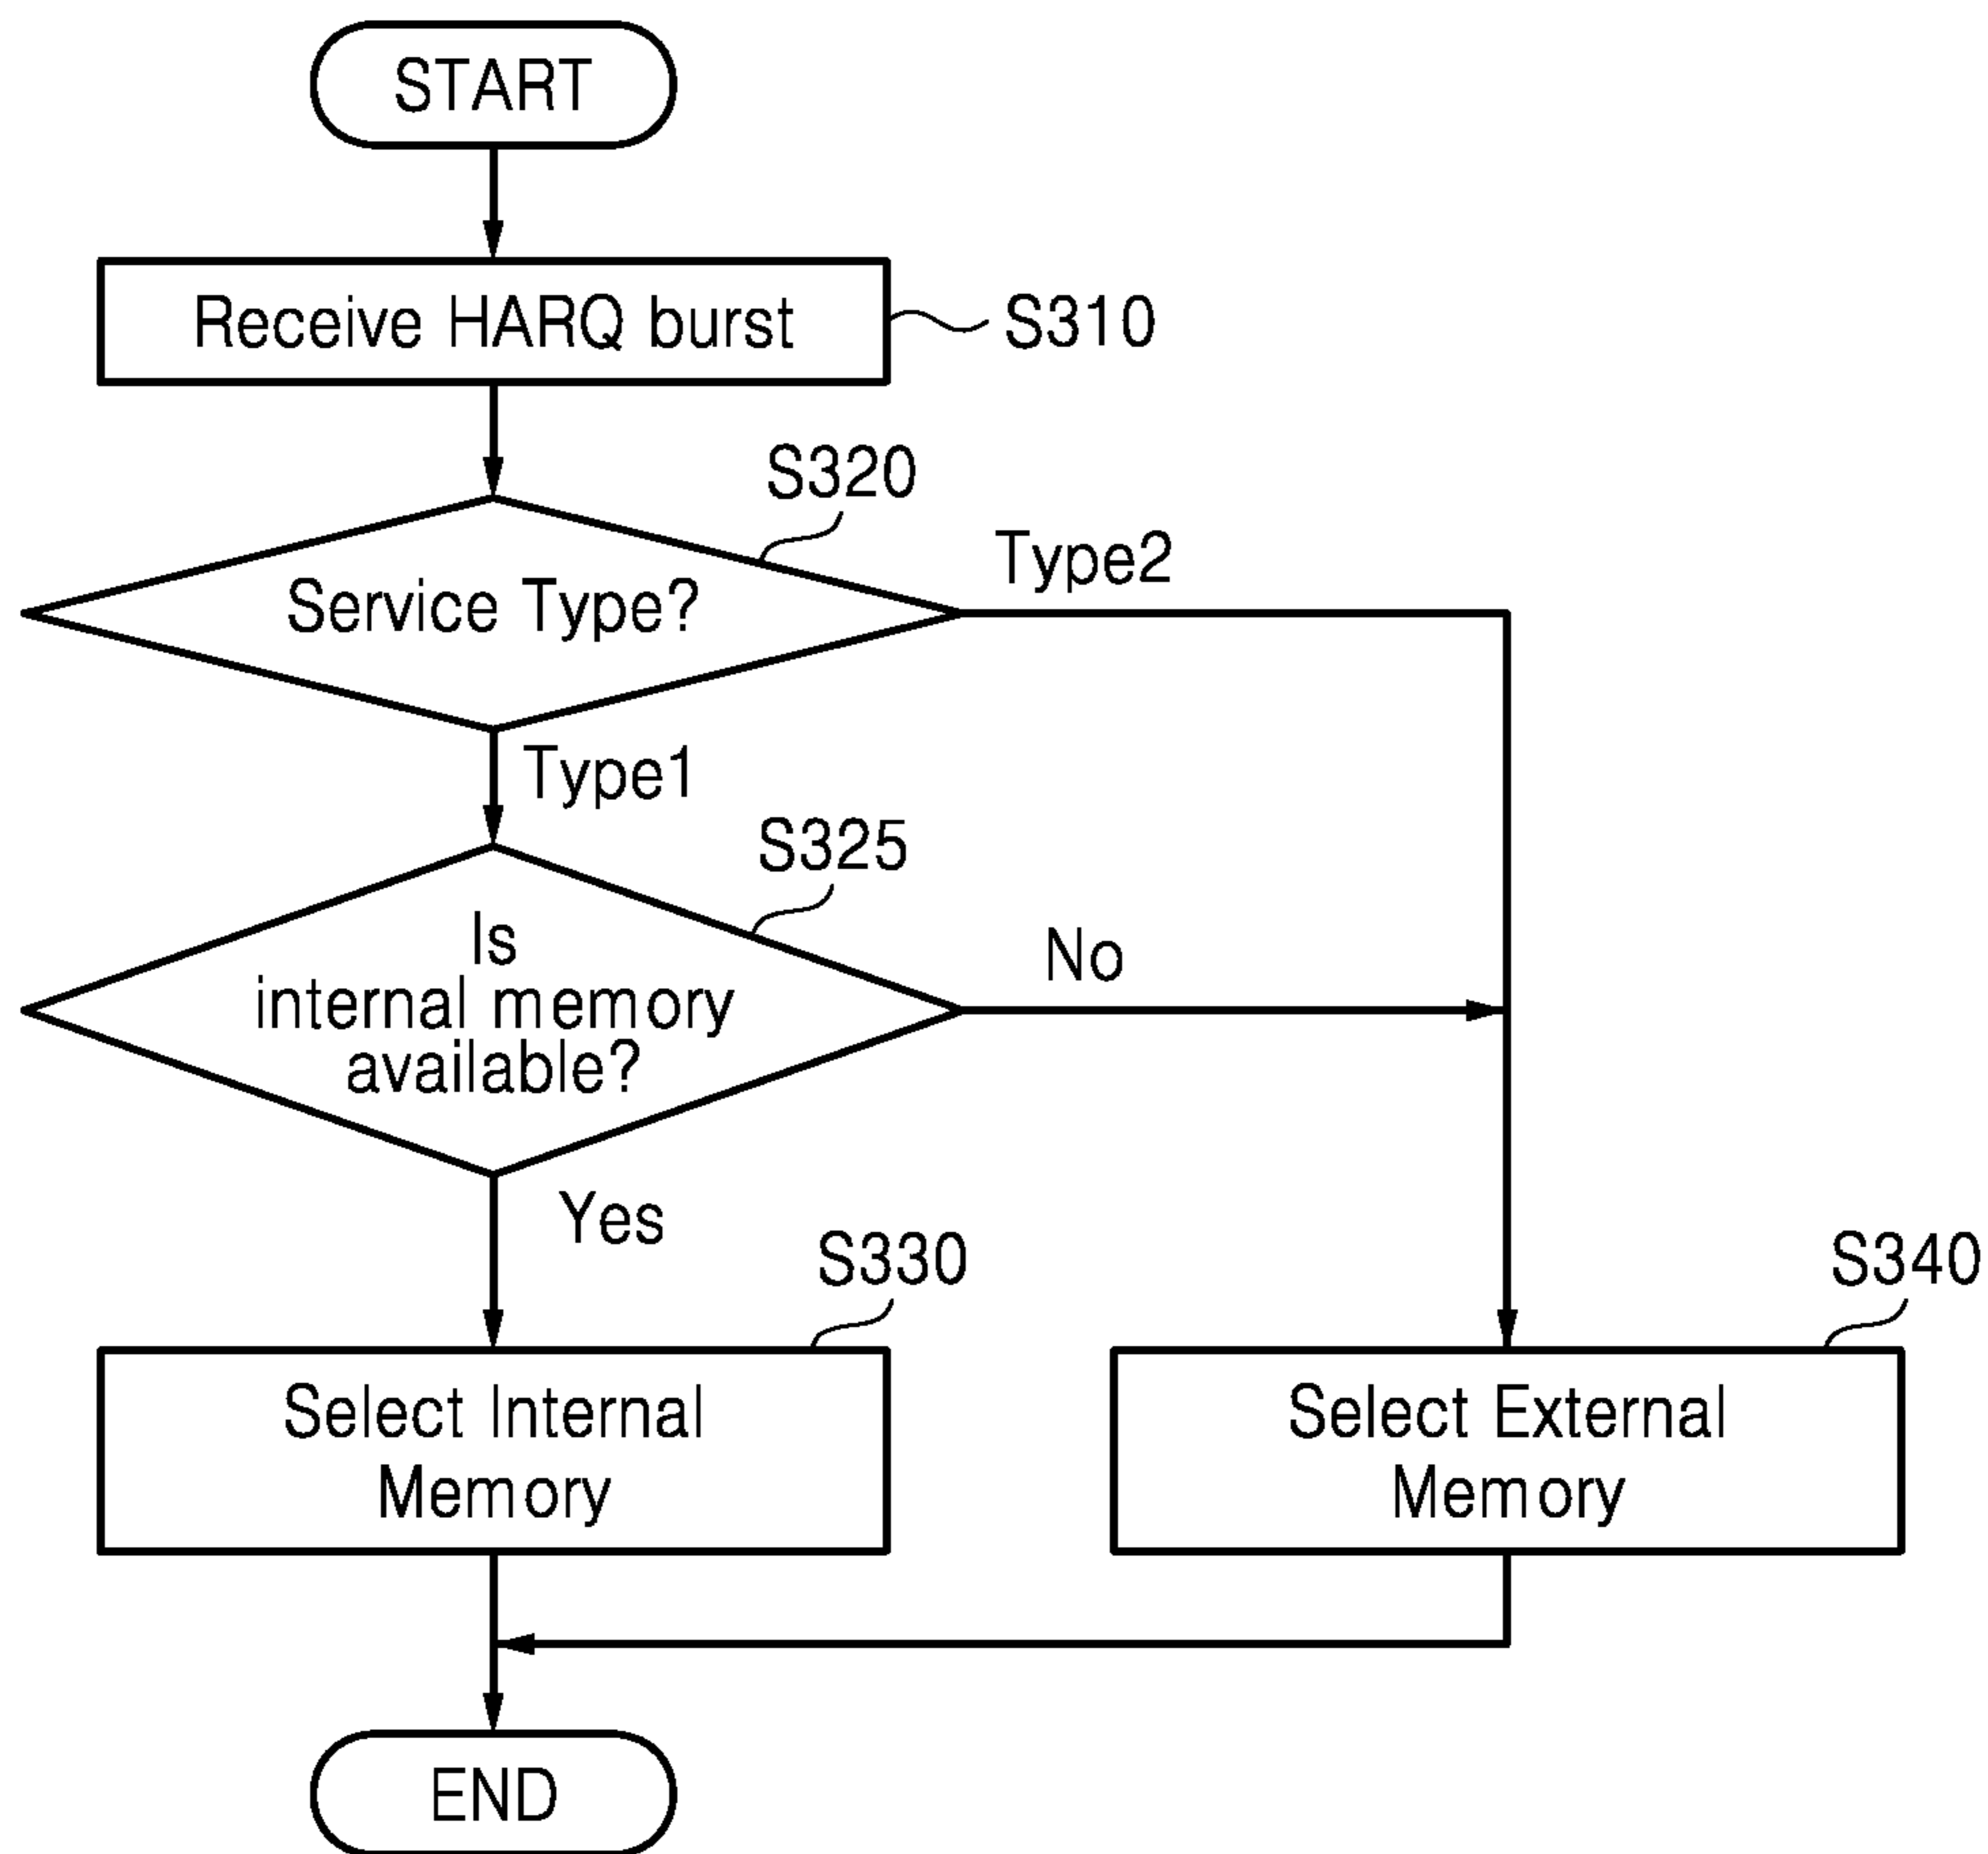 START
Receive HARQ burst
S310
S320
Service Type?
Type2
Type1
S325
Is
internal memory
available?
No
Yes
S330
S340
Select Internal
Memory
Select External
Memory
END